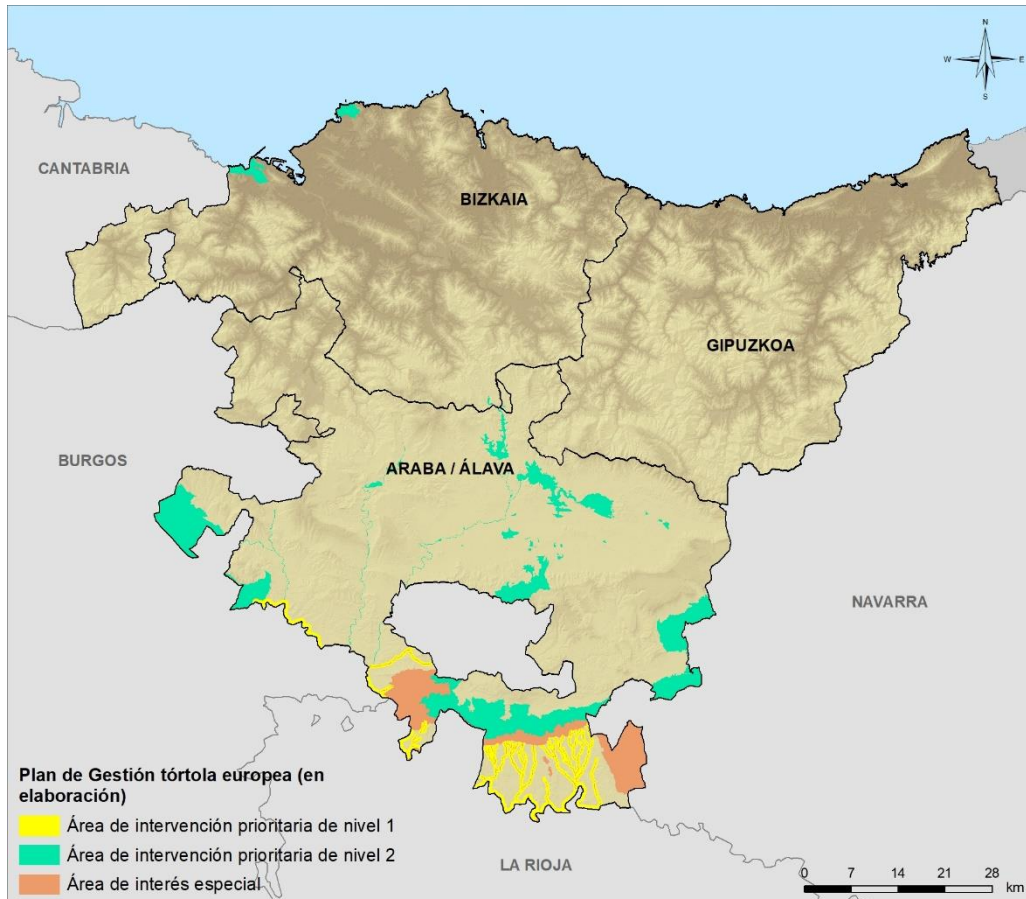 N
W E
S
CANTABRIA
BIZKAIA
GIPUZKOA
BURGOS
ARABA / ÁLAVA
NAVARRA
Plan de Gestión tórtola europea (en
elaboración)
Área de intervención prioritaria de nivel 1
Área de intervención prioritaria de nivel 2
Área de interés especial
LA RIOJA
0 7 14 21 28
km